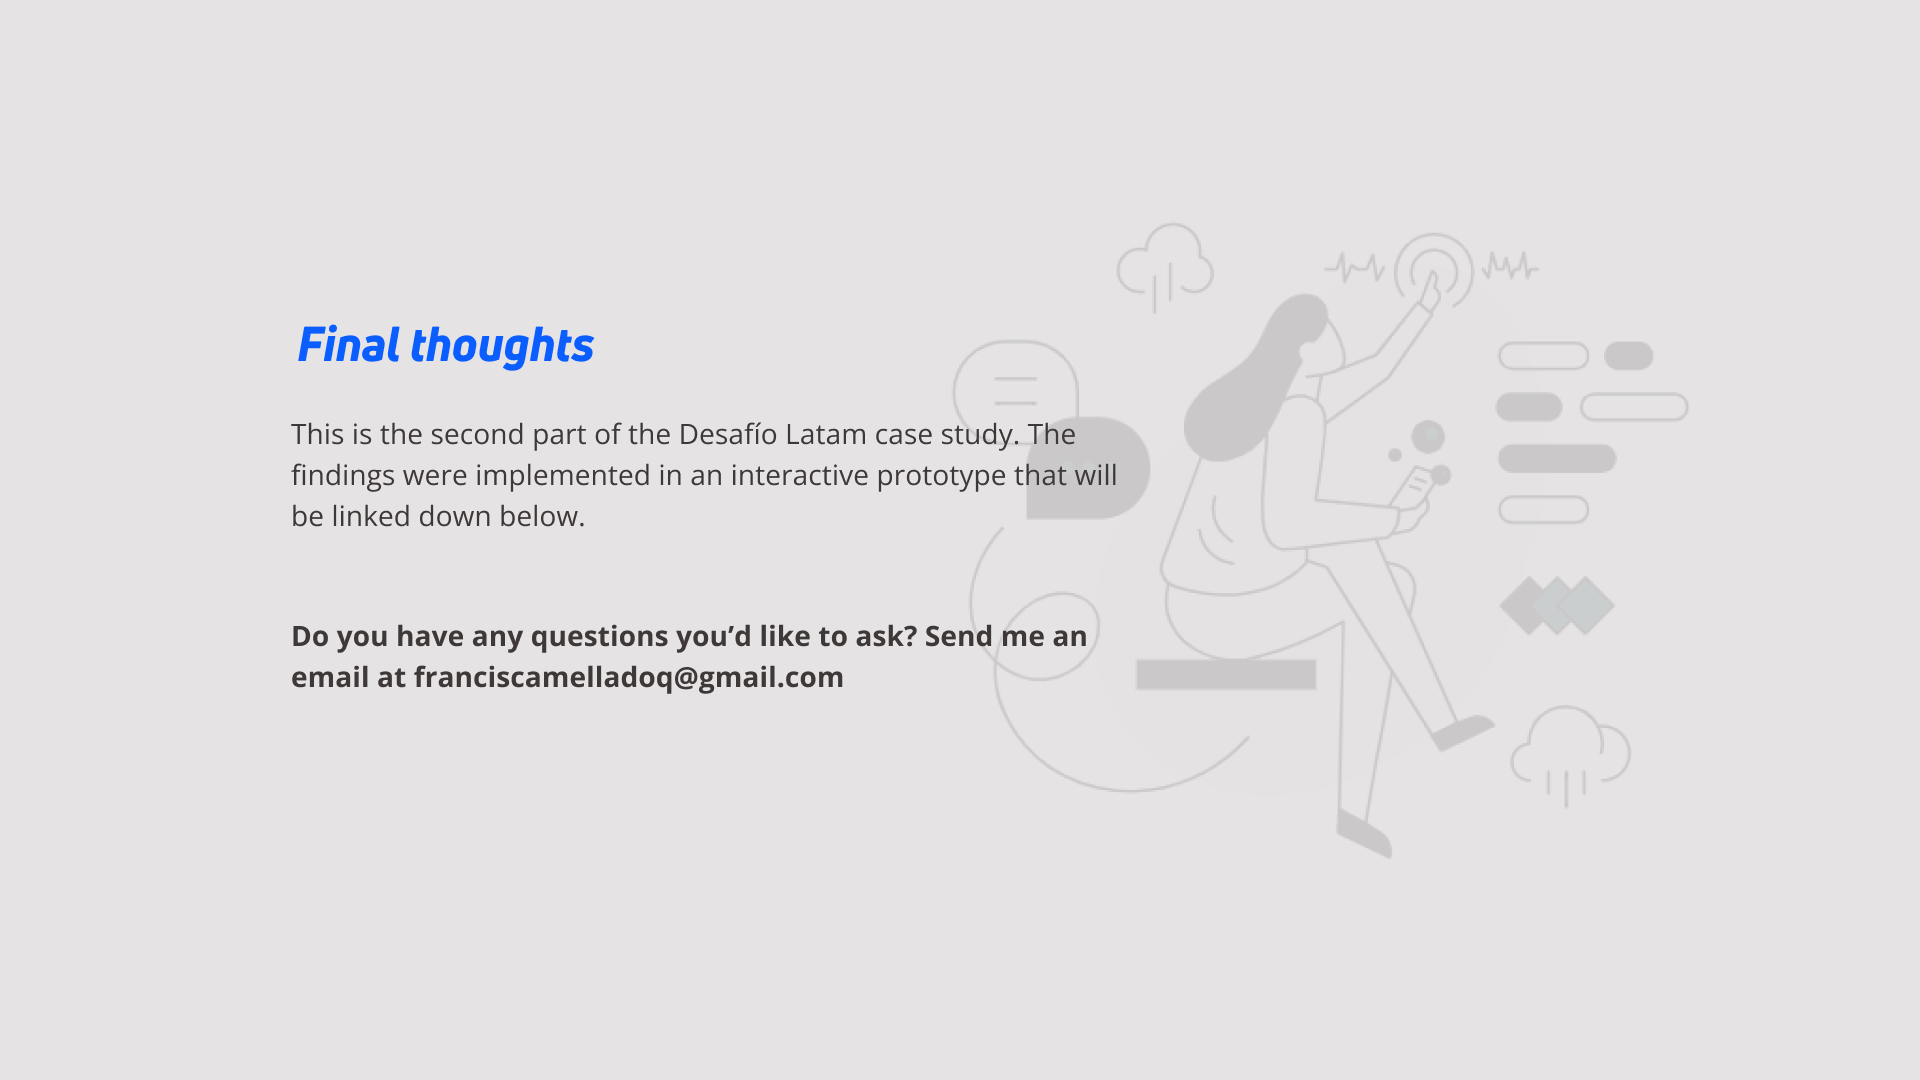 Final thoughts
This is the second part of the Desafío Latam case study. The
findings were implemented in an interactive prototype that will
be linked down below.
Do you have any questions you’d like to ask? Send me an
email at franciscamelladoq@gmail.com